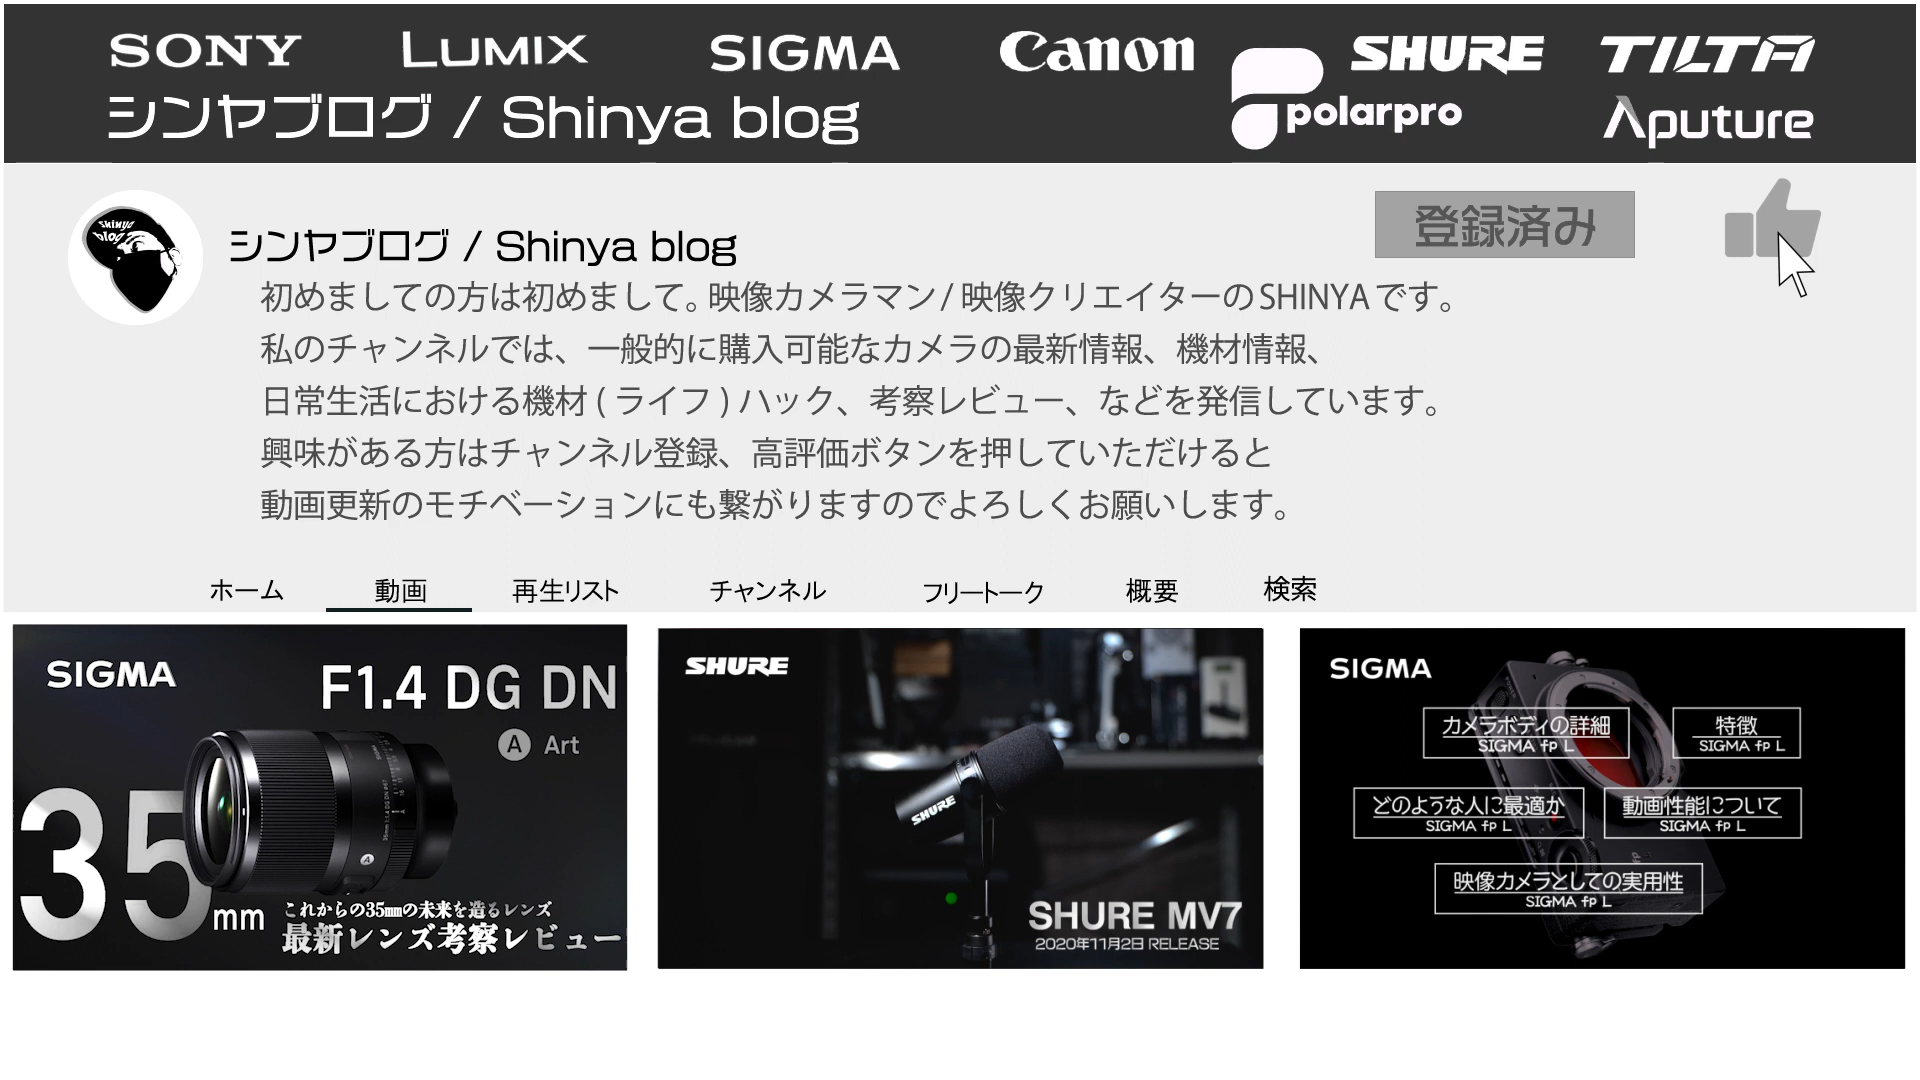 SONY LUMIX SIGMA Canon SHURE TILTA
シンヤブログ / Shinya blog polarpro Aputure
shinya
blog
登録済み
シンヤブログ / Shinya blog
初めましての方は初めまして。映像カメラマン/ 映像クリエイターのSHINYAです。
私のチャンネルでは、一般的に購入可能なカメラの最新情報、機材情報、
日常生活における機材 ( ライフ ) ハック、考察レビュー、などを発信しています。
興味がある方はチャンネル登録、高評価ボタンを押していただけると
動画更新のモチベーションにも繋がりますのでよろしくお願いします。
ホーム 動画 再生リスト チャンネル フリートーク 概要 検索
SIGMA
F1.4 DG DN
A Art
35mm
これからの35㎜の未来を造るレンズ
最新レンズ考察レビュー
SHURE
SHURE
SHURE MV7
2020年11月2日 RELEASE
SIGMA
カメラボディの詳細
SIGMA fp L
特徴
SIGMA fp L
どのような人に最適か
SIGMA fp L
動画性能について
SIGMA fp L
映像カメラとしての実用性
SIGMA fp L